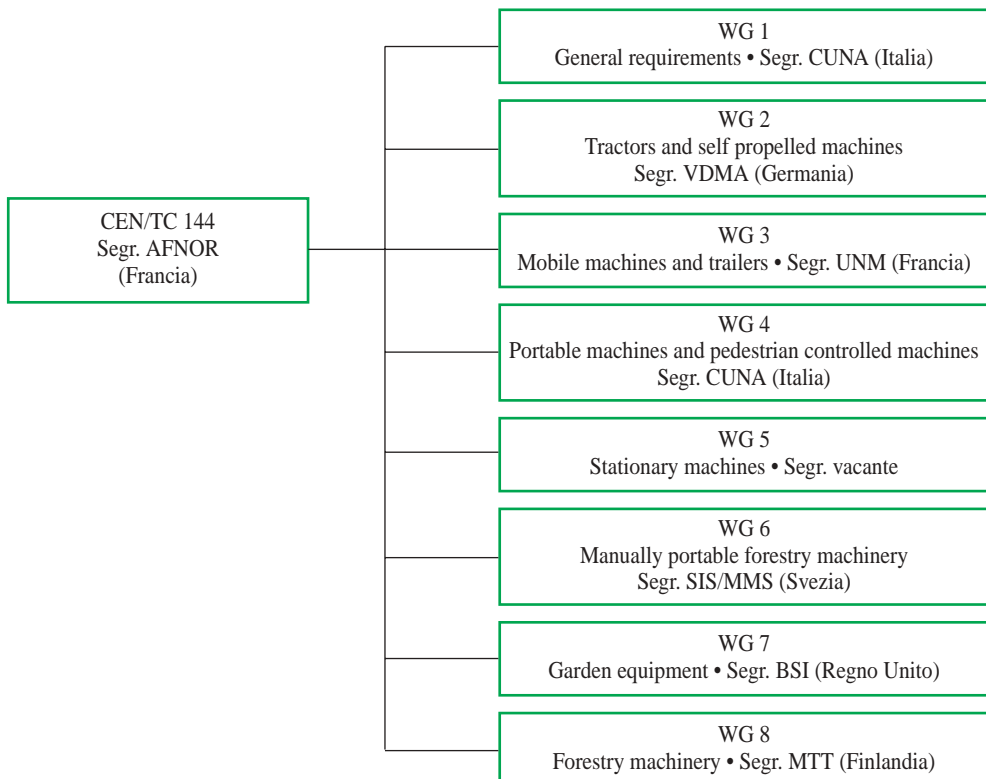 CEN/TC 144
Segr. AFNOR
(Francia)
WG 1
General requirements • Segr. CUNA (Italia)
WG 2
Tractors and self propelled machines
Segr. VDMA (Germania)
WG 3
Mobile machines and trailers • Segr. UNM (Francia)
WG 4
Portable machines and pedestrian controlled machines
Segr. CUNA (Italia)
WG 5
Stationary machines • Segr. vacante
WG 6
Manually portable forestry machinery
Segr. SIS/MMS (Svezia)
WG 7
Garden equipment • Segr. BSI (Regno Unito)
WG 8
Forestry machinery • Segr. MTT (Finlandia)